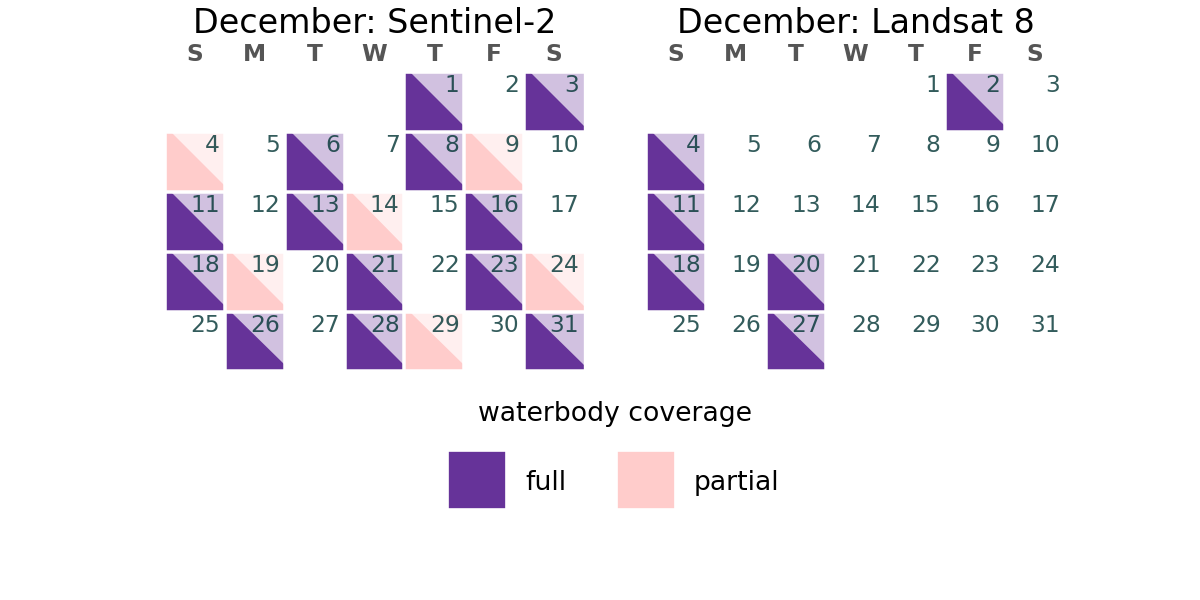 December: Sentinel-2
S M T W T F S
1 2 3
4 5 6 7 8 9 10
11 12 13 14 15 16 17
18 19 20 21 22 23 24
25 26 27 28 29 30 31
December: Landsat 8
S M T W T F S
1 2 3
4 5 6 7 8 9 10
11 12 13 14 15 16 17
18 19 20 21 22 23 24
25 26 27 28 29 30 31
waterbody coverage
full
partial